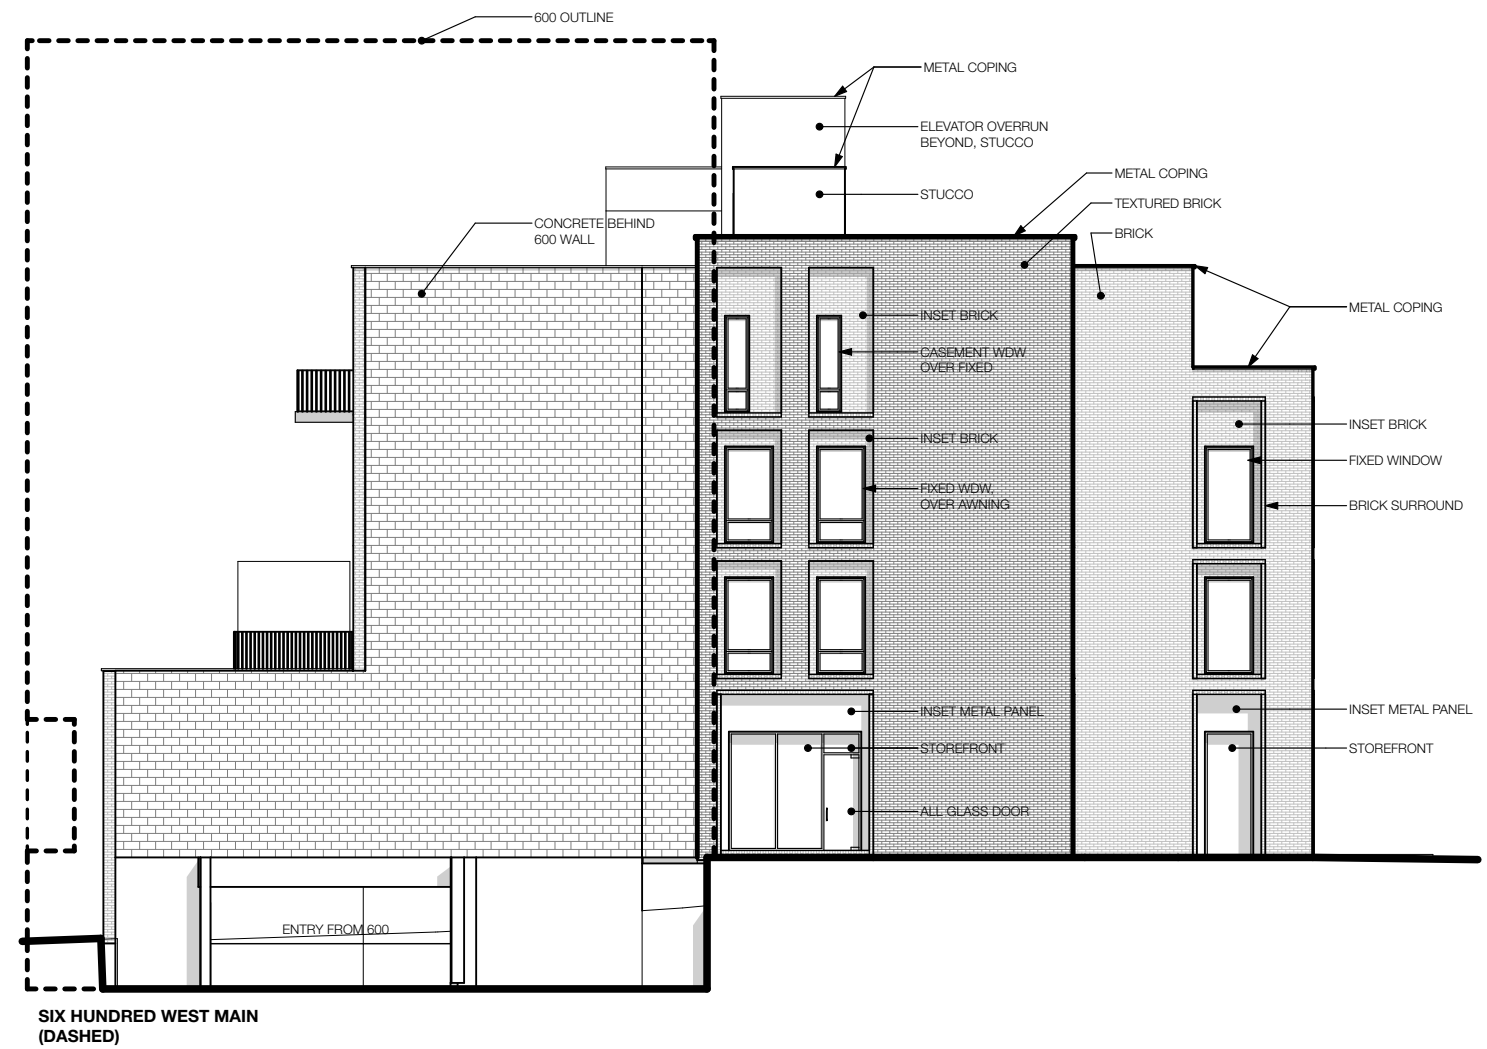 600 OUTLINE
METAL COPING
ELEVATOR OVERRUN
BEYOND, STUCCO
METAL COPING
STUCCO
TEXTURED BRICK
CONCRETE BEHIND
600 WALL
BRICK
METAL COPING
INSET BRICK
CASEMENT WDW
OVER FIXED
INSET BRICK
INSET BRICK
FIXED WINDOW
FIXED WDW,
OVER AWNING
BRICK SURROUND
INSET METAL PANEL
INSET METAL PANEL
STOREFRONT
STOREFRONT
ALL GLASS DOOR
ENTRY FROM 600
SIX HUNDRED WEST MAIN
(DASHED)